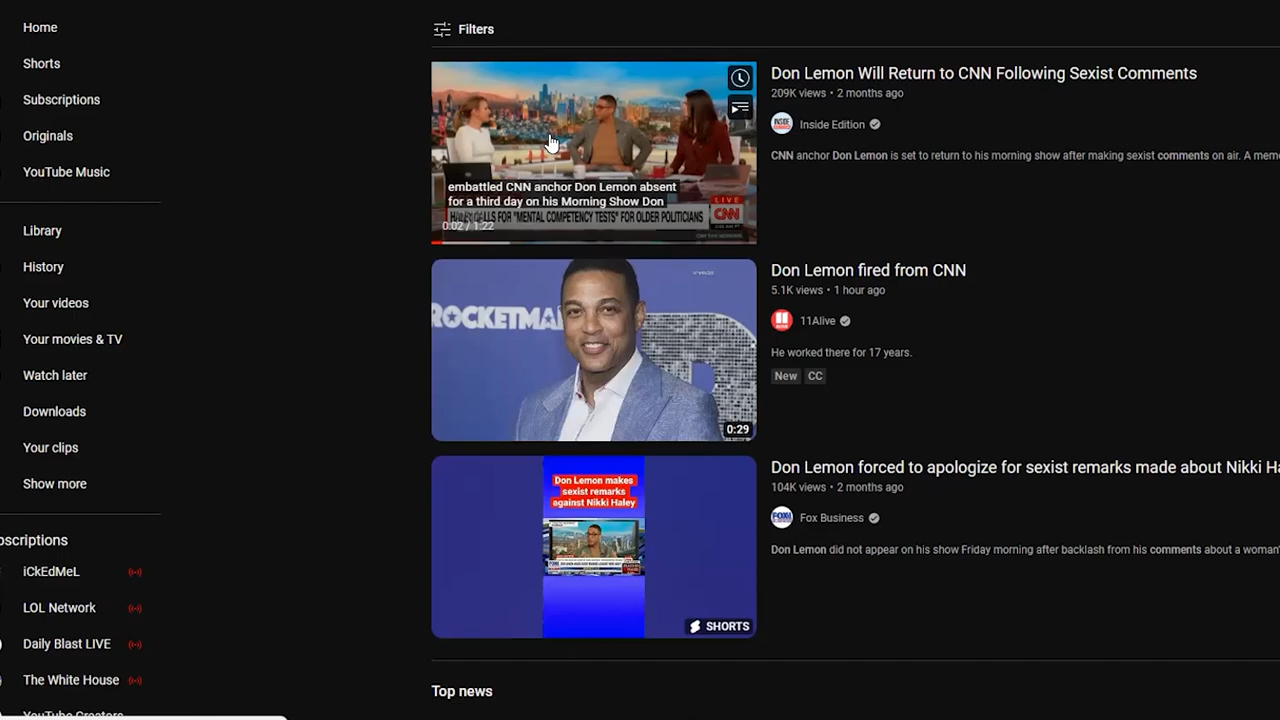 Home
Shorts
Subscriptions
Originals
YouTube Music
Library
History
Your videos
Your movies & TV
Watch later
Downloads
Your clips
Show more
bscriptions
iCkEdMeL
LOL Network
Daily Blast LIVE
The White House
YouTube Creators
Filters
embattled CNN anchor Don Lemon absent
for a third day on his Morning Show Don
0:02 / 1:22
CALLS FOR "MENTAL COMPETENCY TESTS" FOR OLDER POLITICIANS
LIVE
CNN
Don Lemon Will Return to CNN Following Sexist Comments
209K views • 2 months ago
Inside Edition
CNN anchor Don Lemon is set to return to his morning show after making sexist comments on air. A mem
ROCKETMA
0:29
Don Lemon fired from CNN
5.1K views • 1 hour ago
11Alive
He worked there for 17 years.
New CC
Don Lemon makes
sexist remarks
against Nikki Haley
SHORTS
Don Lemon forced to apologize for sexist remarks made about Nikki H
104K views • 2 months ago
Fox Business
Don Lemon did not appear on his show Friday morning after backlash from his comments about a woman
Top news